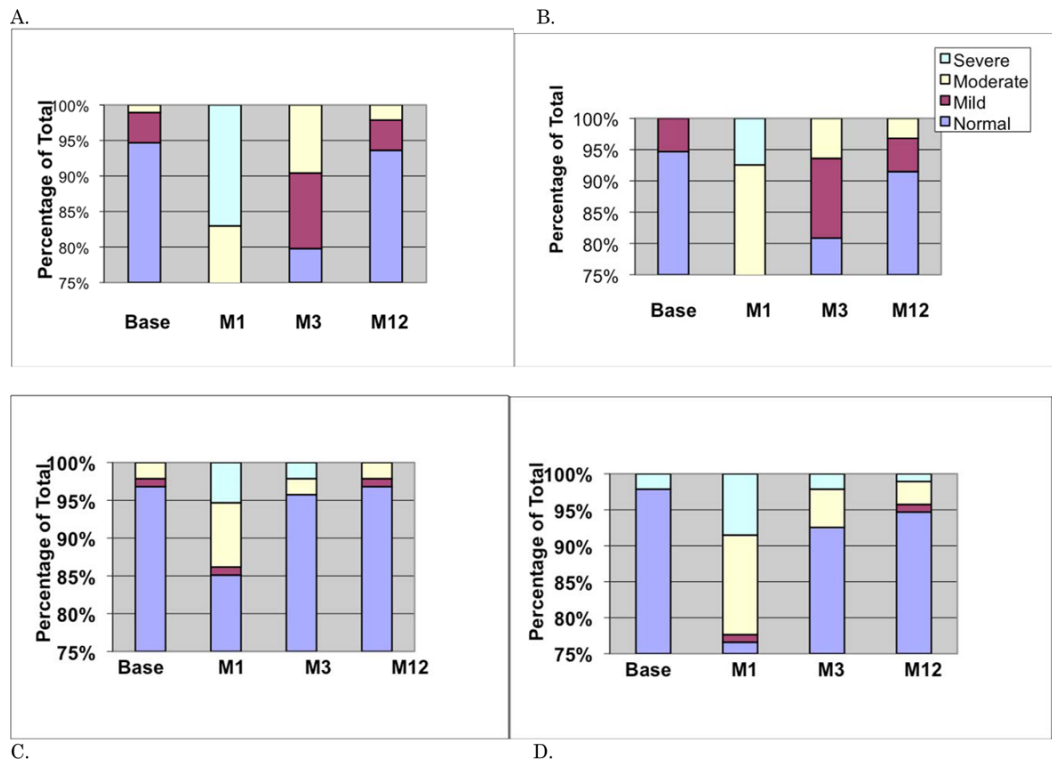 A.
B.
Percentage of Total
100%
95%
90%
85%
80%
75%
Base M1 M3 M12
Severe
Moderate
Mild
Normal
Percentage of Total
100%
95%
90%
85%
80%
75%
Base M1 M3 M12
Percentage of Total
100%
95%
90%
85%
80%
75%
Base M1 M3 M12
Percentage of Total
100%
95%
90%
85%
80%
75%
Base M1 M3 M12
C.
D.